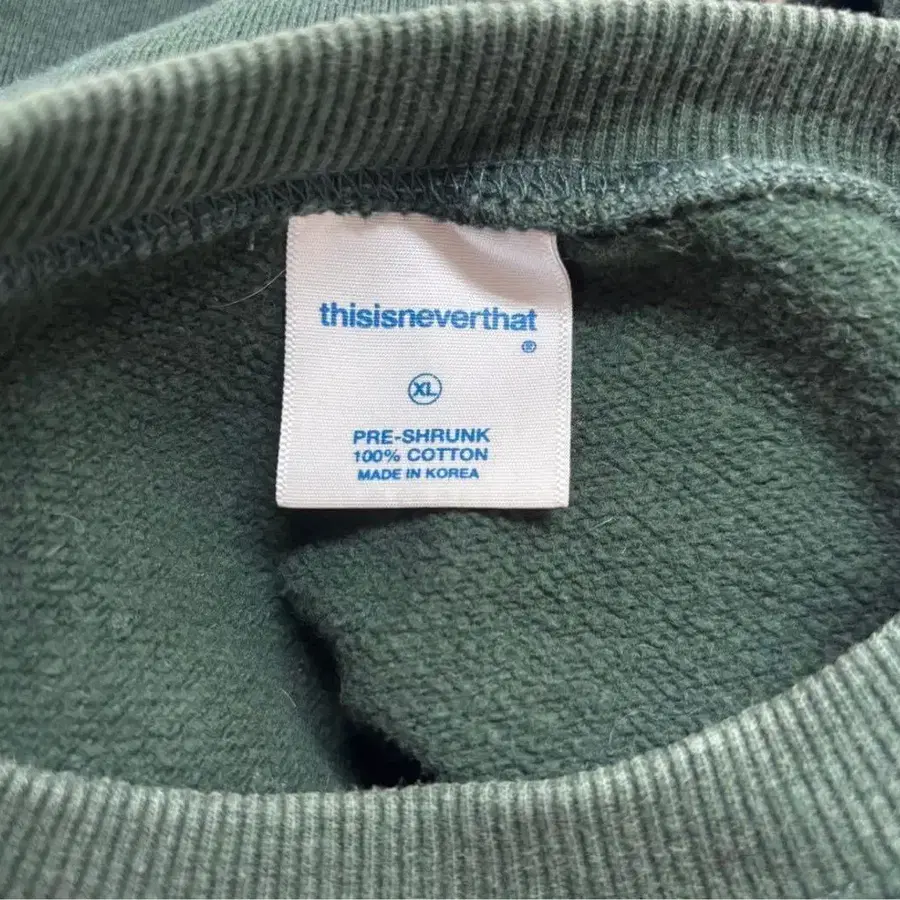 thisisneverthat
®
XL
PRE-SHRUNK
100% COTTON
MADE IN KOREA